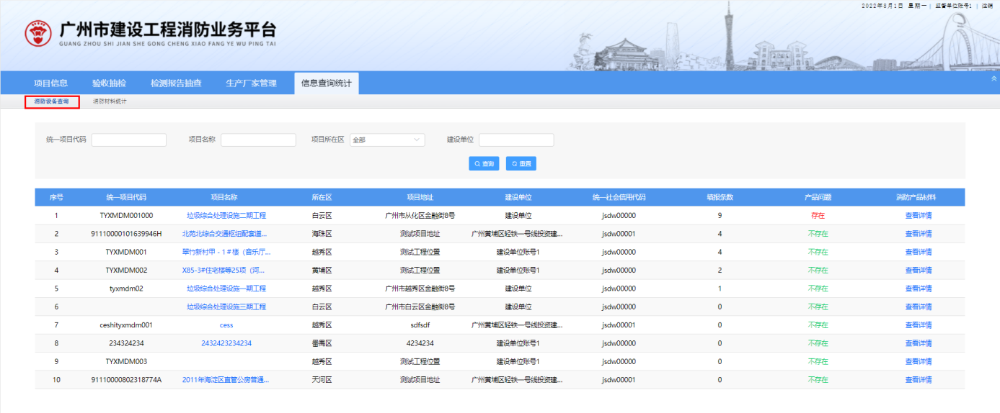 2022年8月1日 星期一 | 监督单位账号1 | 注销
广州市建设工程消防业务平台
GUANG ZHOU SHI JIAN SHE GONG CHENG XIAO FANG YE WU PING TAI
项目信息 验收抽检 检测报告抽查 生产厂家管理 信息查询统计
消防设备查询 消防材料统计
统一项目代码 项目名称 项目所在区 全部 建设单位
查询 重置
序号 统一项目代码 项目名称 所在区 项目地址 建设单位 统一社会信用代码 填报条数 产品问题 消防产品材料
1 TYXMDM001000 垃圾综合处理设施二期工程 白云区 广州市从化区金融街8号 建设单位 jsdw00000 9 存在 查看详情
2 91110000101639946H 北苑北综合交通枢纽配套道... 海珠区 测试项目地址 广州黄埔区轻铁一号线投资建... jsdw00001 4 不存在 查看详情
3 TYXMDM001 翠竹新村甲-1#楼（音乐厅... 越秀区 测试工程位置 建设单位账号1 jsdw00000 4 不存在 查看详情
4 TYXMDM002 X85-3#住宅楼等25项（河... 黄埔区 测试工程位置 建设单位账号1 jsdw00000 2 不存在 查看详情
5 tyxmdm02 垃圾综合处理设施一期工程 越秀区 广州市越秀区金融街8号 建设单位 jsdw00000 1 不存在 查看详情
6 垃圾综合处理设施三期工程 白云区 广州市白云区金融街8号 建设单位 jsdw00000 0 不存在 查看详情
7 ceshityxmdm001 cess 越秀区 sdfsdf 广州黄埔区轻铁一号线投资建... jsdw00001 0 不存在 查看详情
8 234324234 2432423234234 番禺区 4234234 建设单位账号1 jsdw00000 0 不存在 查看详情
9 TYXMDM003 越秀区 测试工程位置 建设单位账号1 jsdw00000 0 不存在 查看详情
10 91110000802318774A 2011年海淀区直管公房普通... 天河区 测试项目地址 广州黄埔区轻铁一号线投资建... jsdw00001 0 不存在 查看详情